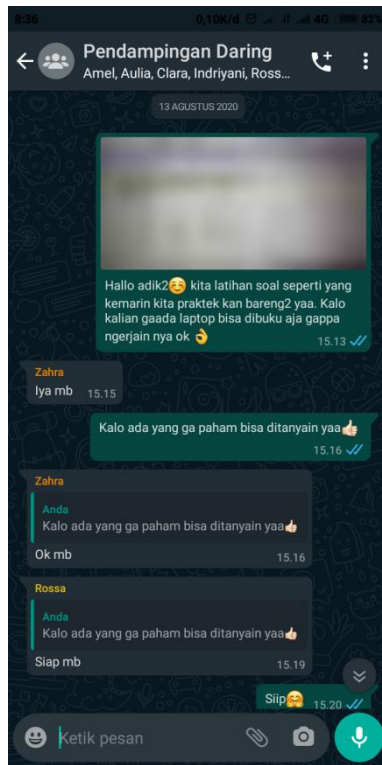 8:36 0,10K/d 4G 82%
Pendampingan Daring
Amel, Aulia, Clara, Indriyani, Ross...
13 AGUSTUS 2020
Hallo adik2☺️ kita latihan soal seperti yang
kemarin kita praktek kan bareng2 yaa. Kalo
kalian gaada laptop bisa dibuku aja gappa
ngerjain nya ok 👌
15.13
Zahra
Iya mb 15.15
Kalo ada yang ga paham bisa ditanyain yaa👍🏻
15.16
Zahra
Anda
Kalo ada yang ga paham bisa ditanyain yaa👍🏻
Ok mb 15.16
Rossa
Anda
Kalo ada yang ga paham bisa ditanyain yaa👍🏻
Siap mb 15.19
Siip🤗 15.20
Ketik pesan